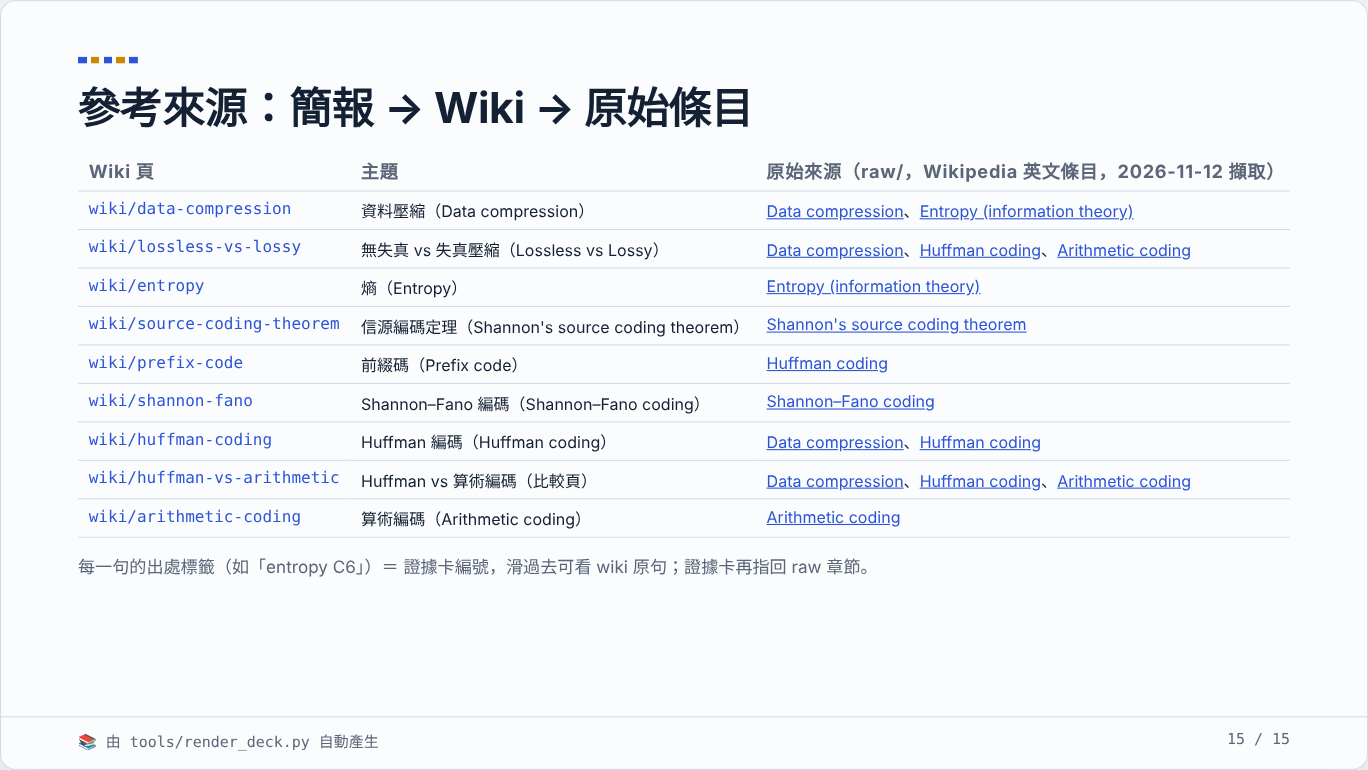 參考來源：簡報 → Wiki → 原始條目
Wiki 頁 主題 原始來源（raw/，Wikipedia 英文條目，2026-11-12 擷取）
wiki/data-compression 資料壓縮（Data compression） Data compression、Entropy (information theory)
wiki/lossless-vs-lossy 無失真 vs 失真壓縮（Lossless vs Lossy） Data compression、Huffman coding、Arithmetic coding
wiki/entropy 熵（Entropy） Entropy (information theory)
wiki/source-coding-theorem 信源編碼定理（Shannon's source coding theorem） Shannon's source coding theorem
wiki/prefix-code 前綴碼（Prefix code） Huffman coding
wiki/shannon-fano Shannon–Fano 編碼（Shannon–Fano coding） Shannon–Fano coding
wiki/huffman-coding Huffman 編碼（Huffman coding） Data compression、Huffman coding
wiki/huffman-vs-arithmetic Huffman vs 算術編碼（比較頁） Data compression、Huffman coding、Arithmetic coding
wiki/arithmetic-coding 算術編碼（Arithmetic coding） Arithmetic coding
每一句的出處標籤（如「entropy C6」）＝ 證據卡編號，滑過去可看 wiki 原句；證據卡再指回 raw 章節。
📚 由 tools/render_deck.py 自動產生 15 / 15